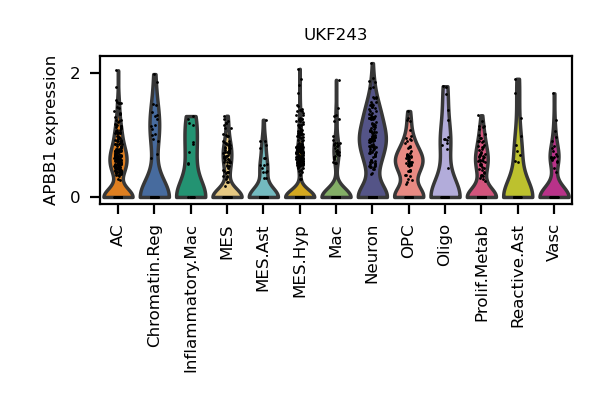 UKF243
APBB1 expression
2
0
AC
Chromatin.Reg
Inflammatory.Mac
MES
MES.Ast
MES.Hyp
Mac
Neuron
OPC
Oligo
Prolif.Metab
Reactive.Ast
Vasc